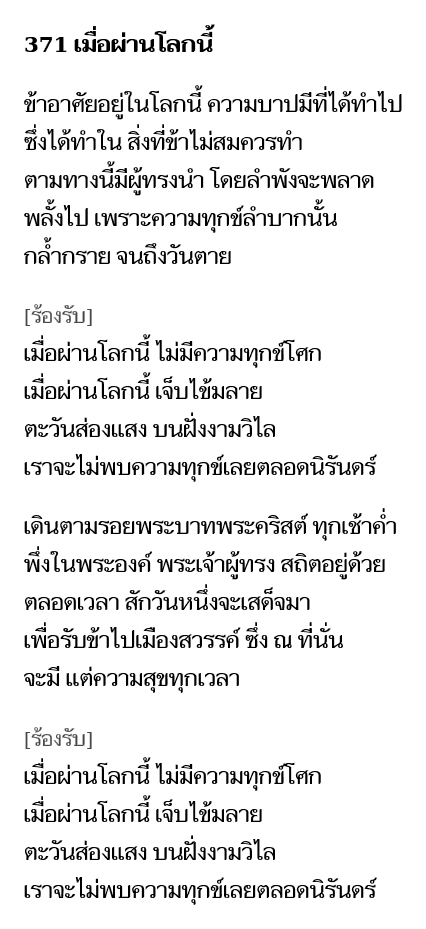 371 เมื่อผ่านโลกนี้
ข้าอาศัยอยู่ในโลกนี้ ความบาปมีที่ได้ทำไป
ซึ่งได้ทำใน สิ่งที่ข้าไม่สมควรทำ
ตามทางนี้มีผู้ทรงนำ โดยลำพังจะพลาด
พลั้งไป เพราะความทุกข์ลำบากนั้น
กล้ำกราย จนถึงวันตาย
[ร้องรับ]
เมื่อผ่านโลกนี้ ไม่มีความทุกข์โศก
เมื่อผ่านโลกนี้ เจ็บไข้มลาย
ตะวันส่องแสง บนฝั่งงามวิไล
เราจะไม่พบความทุกข์เลยตลอดนิรันดร์
เดินตามรอยพระบาทพระคริสต์ ทุกเช้าค่ำ
พึ่งในพระองค์ พระเจ้าผู้ทรง สถิตอยู่ด้วย
ตลอดเวลา สักวันหนึ่งจะเสด็จมา
เพื่อรับข้าไปเมืองสวรรค์ ซึ่ง ณ ที่นั่น
จะมี แต่ความสุขทุกเวลา
[ร้องรับ]
เมื่อผ่านโลกนี้ ไม่มีความทุกข์โศก
เมื่อผ่านโลกนี้ เจ็บไข้มลาย
ตะวันส่องแสง บนฝั่งงามวิไล
เราจะไม่พบความทุกข์เลยตลอดนิรันดร์